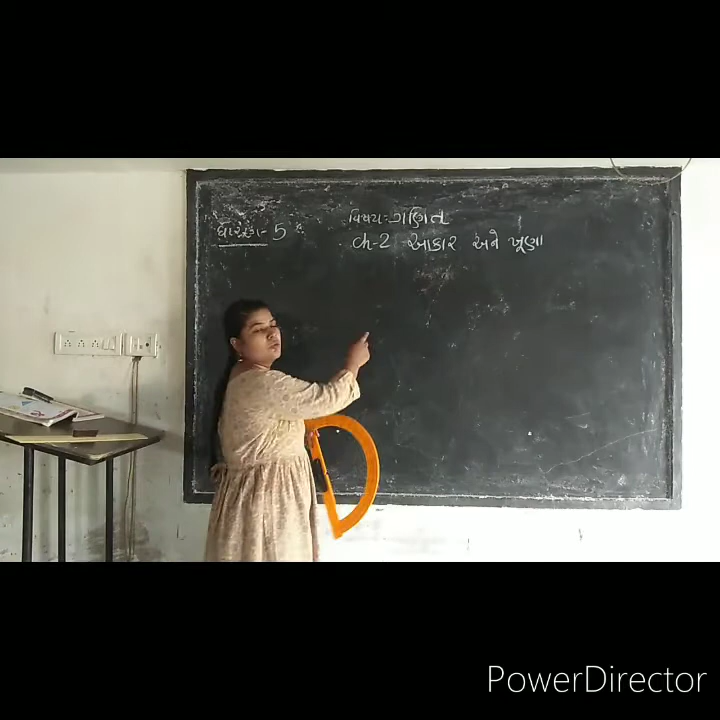 ધોરણ - 5
વિષય:- ગણિત
ch-2 આકાર અને ખૂણા
PowerDirector